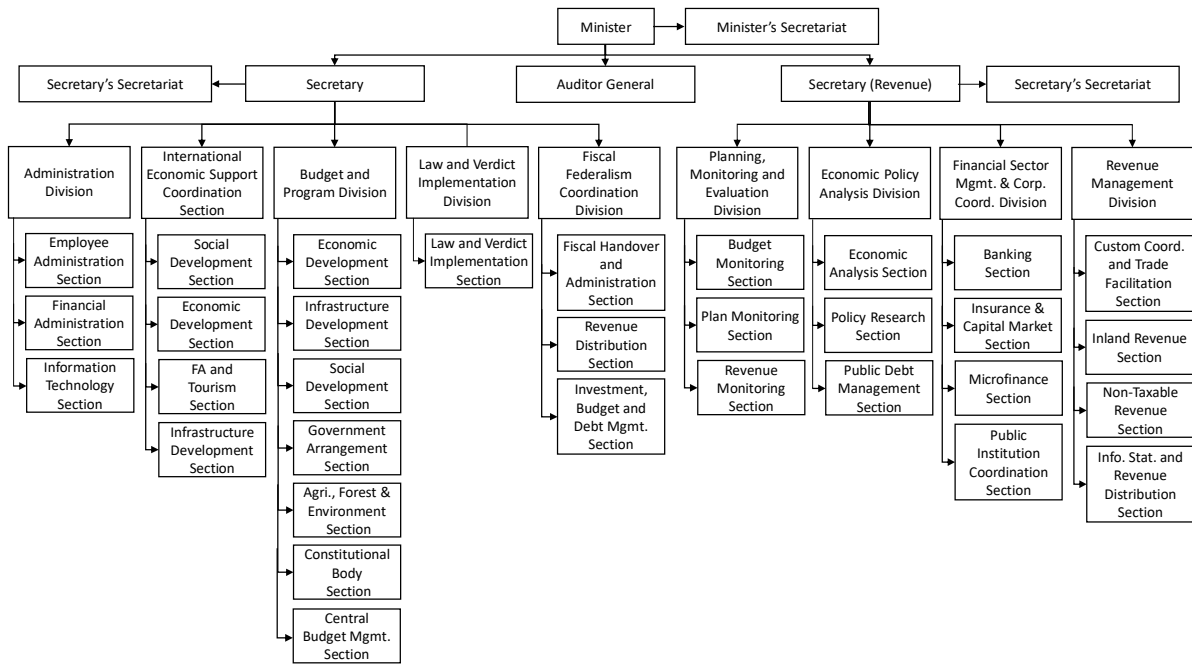 Minister
Minister's Secretariat
Secretary's Secretariat
Secretary
Auditor General
Secretary (Revenue)
Secretary's Secretariat
Administration
Division
International
Economic Support
Coordination
Section
Budget and
Program Division
Law and Verdict
Implementation
Division
Fiscal
Federalism
Coordination
Division
Planning,
Monitoring and
Evaluation
Division
Economic Policy
Analysis Division
Financial Sector
Mgmt. & Corp.
Coord. Division
Revenue
Management
Division
Employee
Administration
Section
Financial
Administration
Section
Information
Technology
Section
Social
Development
Section
Economic
Development
Section
FA and
Tourism
Section
Infrastructure
Development
Section
Economic
Development
Section
Infrastructure
Development
Section
Social
Development
Section
Government
Arrangement
Section
Agri., Forest &
Environment
Section
Constitutional
Body
Section
Central
Budget Mgmt.
Section
Law and Verdict
Implementation
Section
Fiscal Handover
and
Administration
Section
Revenue
Distribution
Section
Investment,
Budget and
Debt Mgmt.
Section
Budget
Monitoring
Section
Plan Monitoring
Section
Revenue
Monitoring
Section
Economic
Analysis Section
Policy Research
Section
Public Debt
Management
Section
Banking
Section
Insurance &
Capital Market
Section
Microfinance
Section
Public
Institution
Coordination
Section
Custom Coord.
and Trade
Facilitation
Section
Inland Revenue
Section
Non-Taxable
Revenue
Section
Info. Stat. and
Revenue
Distribution
Section